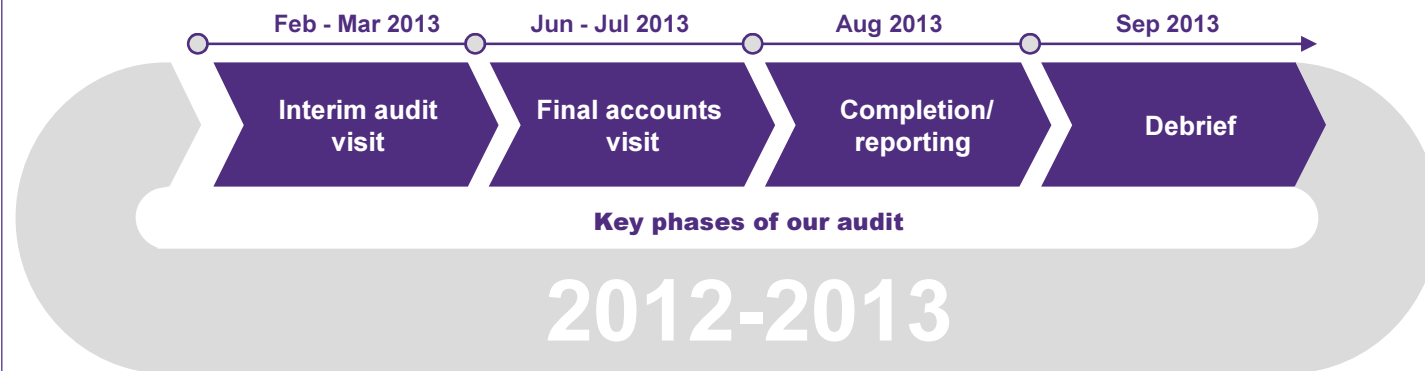 Feb - Mar 2013
Jun - Jul 2013
Aug 2013
Sep 2013
Interim audit
visit
Final accounts
visit
Completion/
reporting
Debrief
Key phases of our audit
2012-2013